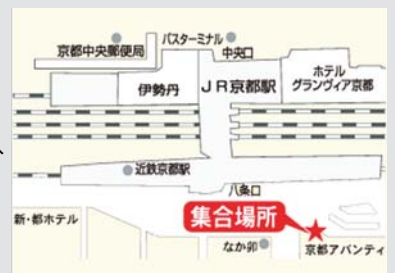 バスターミナル
京都中央郵便局
中央口
伊勢丹
JR京都駅
ホテル
グランヴィア京都
近鉄京都駅
八条口
新・都ホテル
集合場所
なか卯
京都アバンティ